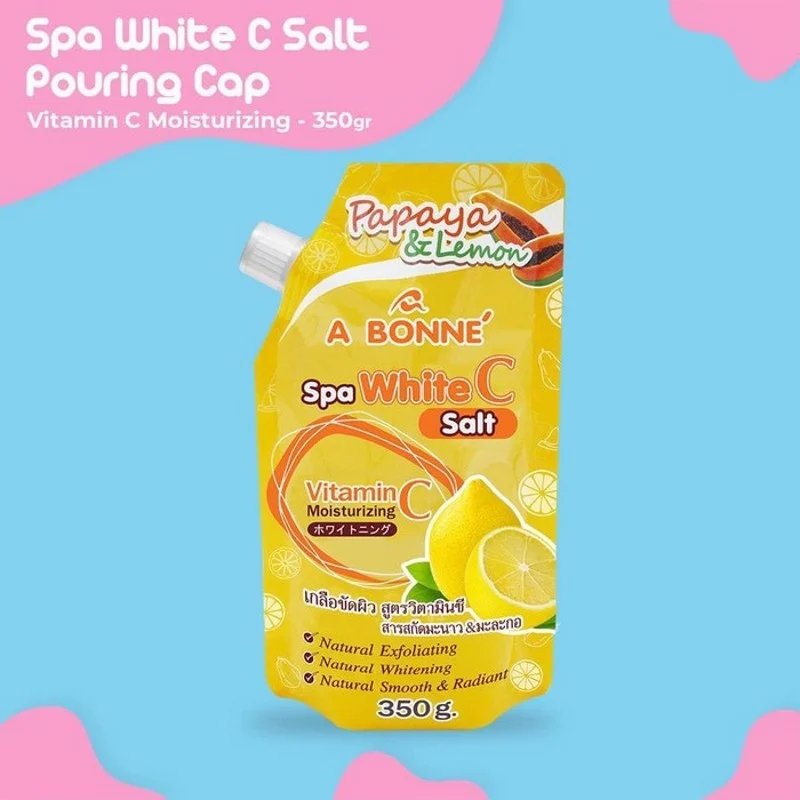 Spa White C Salt
Pouring Cap
Vitamin C Moisturizing - 350gr
Papaya
& Lemon
A BONNE'
Spa White C
Salt
Vitamin C
Moisturizing
ホワイトニング
เกลือขัดผิว สูตรวิตามินซี
สารสกัดมะนาว & มะละกอ
Natural Exfoliating
Natural Whitening
Natural Smooth & Radiant
350 g.